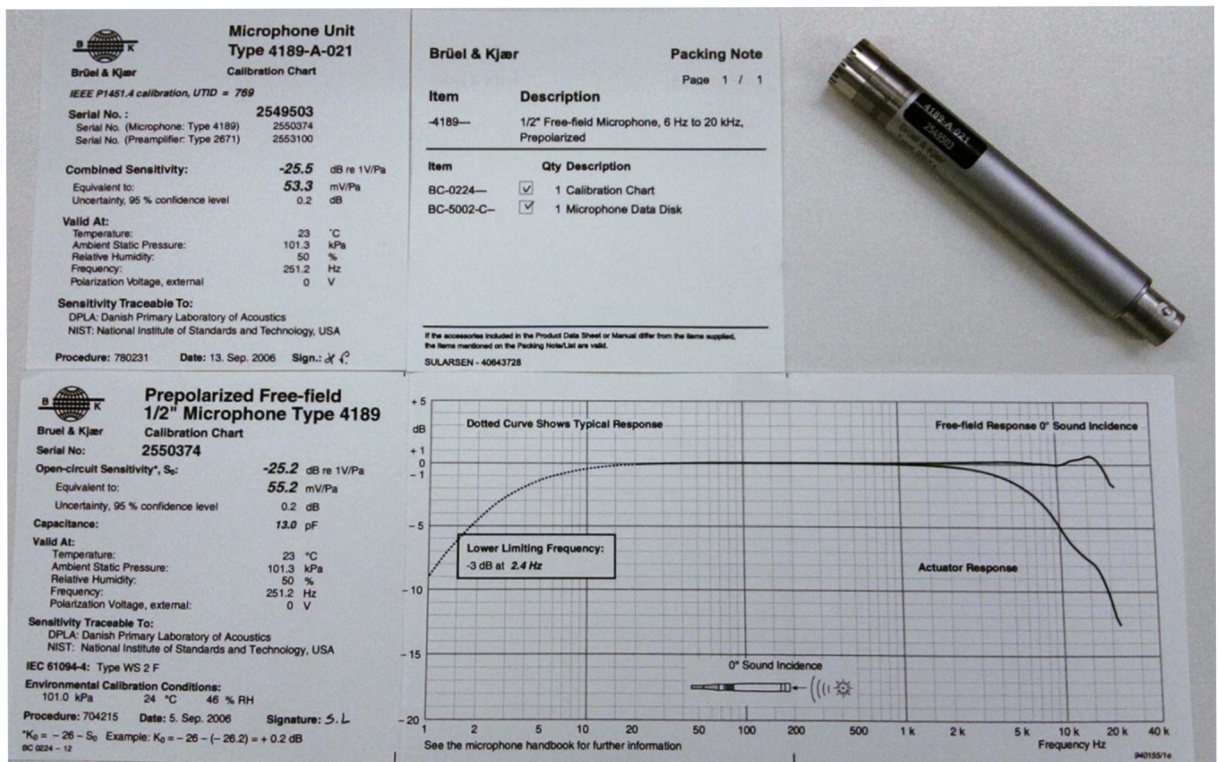 B K
Brüel & Kjær
Microphone Unit
Type 4189-A-021
Calibration Chart
IEEE P1451.4 calibration, UTID = 769
Serial No. : 2549503
Serial No. (Microphone: Type 4189) 2550374
Serial No. (Preamplifier: Type 2671) 2553100
Combined Sensitivity: -25.5 dB re 1V/Pa
Equivalent to: 53.3 mV/Pa
Uncertainty, 95 % confidence level 0.2 dB
Valid At:
Temperature: 23 °C
Ambient Static Pressure: 101.3 kPa
Relative Humidity: 50 %
Frequency: 251.2 Hz
Polarization Voltage, external 0 V
Sensitivity Traceable To:
DPLA: Danish Primary Laboratory of Acoustics
NIST: National Institute of Standards and Technology, USA
Procedure: 780231 Date: 13. Sep. 2006 Sign.:
Brüel & Kjær Packing Note
Page 1 / 1
Item Description
-4189— 1/2" Free-field Microphone, 6 Hz to 20 kHz,
Prepolarized
Item Qty Description
BC-0224— 1 Calibration Chart
BC-5002-C– 1 Microphone Data Disk
If the accessories included in the Product Data Sheet or Manual differ from the items supplied,
the items mentioned on the Packing Note/List are valid.
SULARSEN - 40643728
4189-A-021
2549503
B K
Bruel & Kjær
Prepolarized Free-field
1/2" Microphone Type 4189
Calibration Chart
Serial No: 2550374
Open-circuit Sensitivity*, S₀: -25.2 dB re 1V/Pa
Equivalent to: 55.2 mV/Pa
Uncertainty, 95 % confidence level 0.2 dB
Capacitance: 13.0 pF
Valid At:
Temperature: 23 °C
Ambient Static Pressure: 101.3 kPa
Relative Humidity: 50 %
Frequency: 251.2 Hz
Polarization Voltage, external: 0 V
Sensitivity Traceable To:
DPLA: Danish Primary Laboratory of Acoustics
NIST: National Institute of Standards and Technology, USA
IEC 61094-4: Type WS 2 F
Environmental Calibration Conditions:
101.0 kPa 24 °C 46 % RH
Procedure: 704215 Date: 5. Sep. 2006 Signature: S.L
*K₀ = – 26 – S₀ Example: K₀ = – 26 – (– 26.2) = + 0.2 dB
BC 0224 – 12
+ 5
dB
+ 1
0
– 1
– 5
– 10
– 15
– 20
Dotted Curve Shows Typical Response
Free-field Response 0° Sound Incidence
Lower Limiting Frequency:
-3 dB at 2.4 Hz
Actuator Response
0° Sound Incidence
1 2 5 10 20 50 100 200 500 1 k 2 k 5 k 10 k 20 k 40 k
See the microphone handbook for further information
Frequency Hz
940155/1e